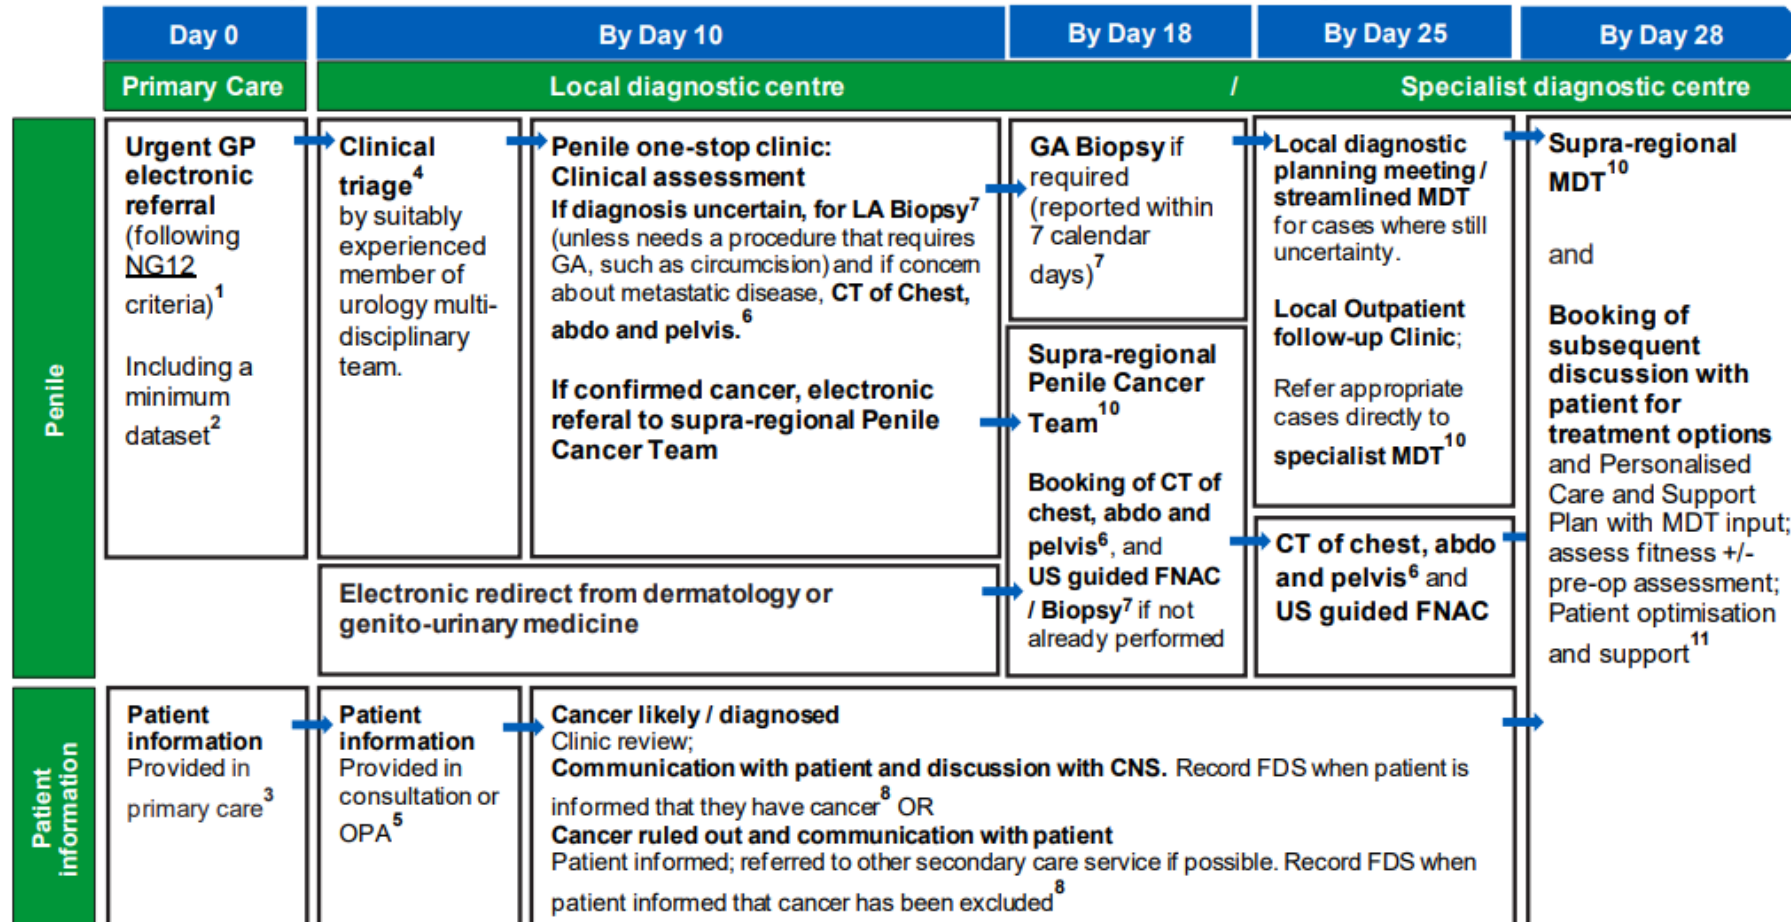 Day 0
By Day 10
By Day 18
By Day 25
By Day 28
Primary Care
Local diagnostic centre
/
Specialist diagnostic centre
Penile
Urgent GP
electronic
referral
(following
NG12
criteria)1
Including a
minimum
dataset2
Clinical
triage4
by suitably
experienced
member of
urology multi-
disciplinary
team.
Penile one-stop clinic:
Clinical assessment
If diagnosis uncertain, for LA Biopsy7
(unless needs a procedure that requires
GA, such as circumcision) and if concern
about metastatic disease, CT of Chest,
abdo and pelvis.6
If confirmed cancer, electronic
referal to supra-regional Penile
Cancer Team
Electronic redirect from dermatology or
genito-urinary medicine
GA Biopsy if
required
(reported within
7 calendar
days)7
Supra-regional
Penile Cancer
Team10
Booking of CT of
chest, abdo and
pelvis6, and
US guided FNAC
/ Biopsy7 if not
already performed
Local diagnostic
planning meeting /
streamlined MDT
for cases where still
uncertainty.
Local Outpatient
follow-up Clinic;
Refer appropriate
cases directly to
specialist MDT10
CT of chest, abdo
and pelvis6 and
US guided FNAC
Supra-regional
MDT10
and
Booking of
subsequent
discussion with
patient for
treatment options
and Personalised
Care and Support
Plan with MDT input;
assess fitness +/-
pre-op assessment;
Patient optimisation
and support11
Patient
information
Patient
information
Provided in
primary care3
Patient
information
Provided in
consultation or
OPA5
Cancer likely / diagnosed
Clinic review;
Communication with patient and discussion with CNS. Record FDS when patient is
informed that they have cancer8 OR
Cancer ruled out and communication with patient
Patient informed; referred to other secondary care service if possible. Record FDS when
patient informed that cancer has been excluded8